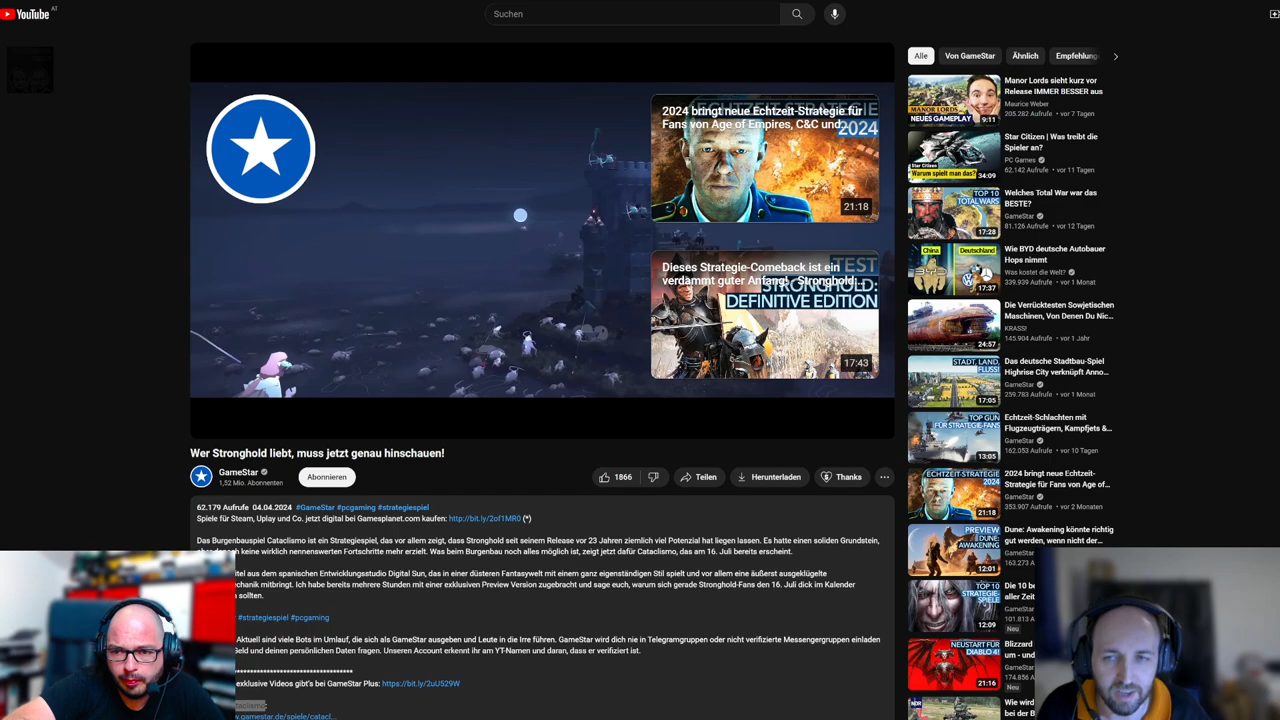 YouTube AT
Suchen
2024 bringt neue Echtzeit-Strategie für
Fans von Age of Empires, C&C und...
ECHTZEIT-STRATEGIE
2024
21:18
Dieses Strategie-Comeback ist ein
verdammt guter Anfang! - Stronghold:...
TEST
STRONGHOLD:
DEFINITIVE EDITION
17:43
Wer Stronghold liebt, muss jetzt genau hinschauen!
GameStar
1,52 Mio. Abonnenten
Abonnieren
1866
Teilen
Herunterladen
Thanks
62.179 Aufrufe 04.04.2024 #GameStar #pcgaming #strategiespiel
Spiele für Steam, Uplay und Co. jetzt digital bei Gamesplanet.com kaufen: http://bit.ly/2of1MR0 (*)
Das Burgenbauspiel Cataclismo ist ein Strategiespiel, das vor allem zeigt, dass Stronghold seit seinem Release vor 23 Jahren ziemlich viel Potenzial hat liegen lassen. Es hatte einen soliden Grundstein,
keine wirklich nennenswerten Fortschritte mehr erzielt. Was beim Burgenbau noch alles möglich ist, zeigt jetzt dafür Cataclismo, das am 16. Juli bereits erscheint.
aus dem spanischen Entwicklungsstudio Digital Sun, das in einer düsteren Fantasywelt mit einem ganz eigenständigen Stil spielt und vor allem eine äußerst ausgeklügelte
mitbringt. Ich habe bereits mehrere Stunden mit einer exklusiven Preview Version zugebracht und sage euch, warum sich gerade Stronghold-Fans den 16. Juli dick im Kalender
sollten.
#strategiespiel #pcgaming
Aktuell sind viele Bots im Umlauf, die sich als GameStar ausgeben und Leute in die Irre führen. GameStar wird dich nie in Telegramgruppen oder nicht verifizierte Messengergruppen einladen
und deinen persönlichen Daten fragen. Unseren Account erkennt ihr am YT-Namen und daran, dass er verifiziert ist.
exklusive Videos gibt's bei GameStar Plus: https://bit.ly/2uU529W
w.gamestar.de/spiele/catacl...
Alle
Von GameStar
Ähnlich
Empfehlung
MANOR LORDS
NEUES GAMEPLAY
9:11
Manor Lords sieht kurz vor
Release IMMER BESSER aus
Maurice Weber
205.282 Aufrufe • vor 7 Tagen
Star Citizen
Warum spielt man das?
34:09
Star Citizen | Was treibt die
Spieler an?
PC Games
62.142 Aufrufe • vor 11 Tagen
TOP 10
TOTAL WARS
17:28
Welches Total War war das
BESTE?
GameStar
81.126 Aufrufe • vor 12 Tagen
China
Deutschland
BYD
17:37
Wie BYD deutsche Autobauer
Hops nimmt
Was kostet die Welt?
339.939 Aufrufe • vor 1 Monat
24:57
Die Verrücktesten Sowjetischen
Maschinen, Von Denen Du Nic...
KRASS!
145.904 Aufrufe • vor 1 Jahr
STADT, LAND,
FLUSS!
17:05
Das deutsche Stadtbau-Spiel
Highrise City verknüpft Anno...
GameStar
259.783 Aufrufe • vor 1 Monat
TOP GUN
FÜR STRATEGIE-FANS
13:05
Echtzeit-Schlachten mit
Flugzeugträgern, Kampfjets &...
GameStar
162.053 Aufrufe • vor 10 Tagen
ECHTZEIT-STRATEGIE
2024
21:18
2024 bringt neue Echtzeit-
Strategie für Fans von Age of...
GameStar
353.907 Aufrufe • vor 2 Monaten
PREVIEW
DUNE:
AWAKENING
12:01
Dune: Awakening könnte richtig
gut werden, wenn nicht der...
GameStar
163.273
TOP 10
STRATEGIE-
SPIELE
12:09
Die 10
aller Zeit
GameStar
101.813 A
Neu
NEUSTART FÜR
DIABLO 4!
21:16
Blizzard
um - und
GameStar
174.856 A
Neu
NDR
Wie wird
bei der B